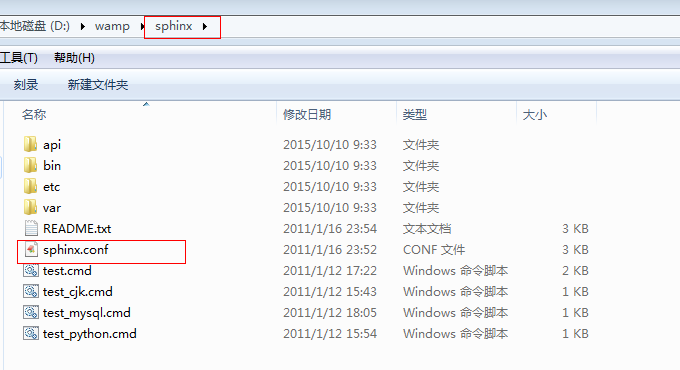 本地磁盘 (D:) ▸ wamp ▸ sphinx ▸
工具(T) 帮助(H)
刻录 新建文件夹
名称 修改日期 类型 大小
api 2015/10/10 9:33 文件夹
bin 2015/10/10 9:33 文件夹
etc 2015/10/10 9:33 文件夹
var 2015/10/10 9:33 文件夹
README.txt 2011/1/16 23:54 文本文档 3 KB
sphinx.conf 2011/1/16 23:52 CONF 文件 3 KB
test.cmd 2011/1/12 17:22 Windows 命令脚本 2 KB
test_cjk.cmd 2011/1/12 15:43 Windows 命令脚本 1 KB
test_mysql.cmd 2011/1/12 18:05 Windows 命令脚本 1 KB
test_python.cmd 2011/1/12 15:54 Windows 命令脚本 1 KB